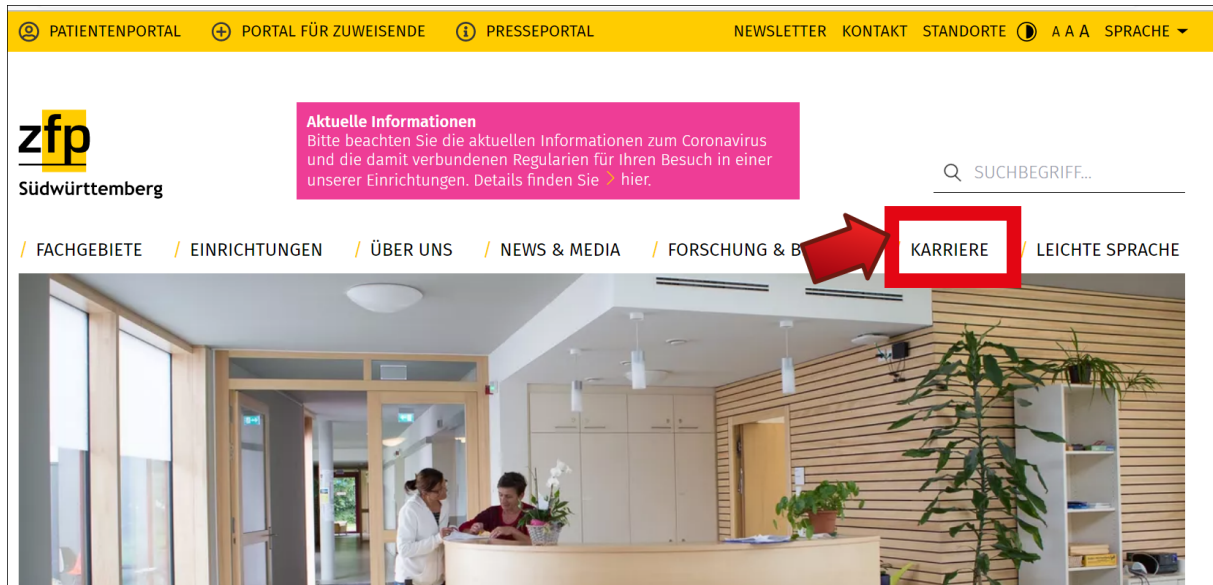 PATIENTENPORTAL PORTAL FÜR ZUWEISENDE PRESSEPORTAL NEWSLETTER KONTAKT STANDORTE A A A SPRACHE
zfp
Südwürttemberg
Aktuelle Informationen
Bitte beachten Sie die aktuellen Informationen zum Coronavirus
und die damit verbundenen Regularien für Ihren Besuch in einer
unserer Einrichtungen. Details finden Sie > hier.
SUCHBEGRIFF...
/ FACHGEBIETE / EINRICHTUNGEN / ÜBER UNS / NEWS & MEDIA / FORSCHUNG & B KARRIERE / LEICHTE SPRACHE